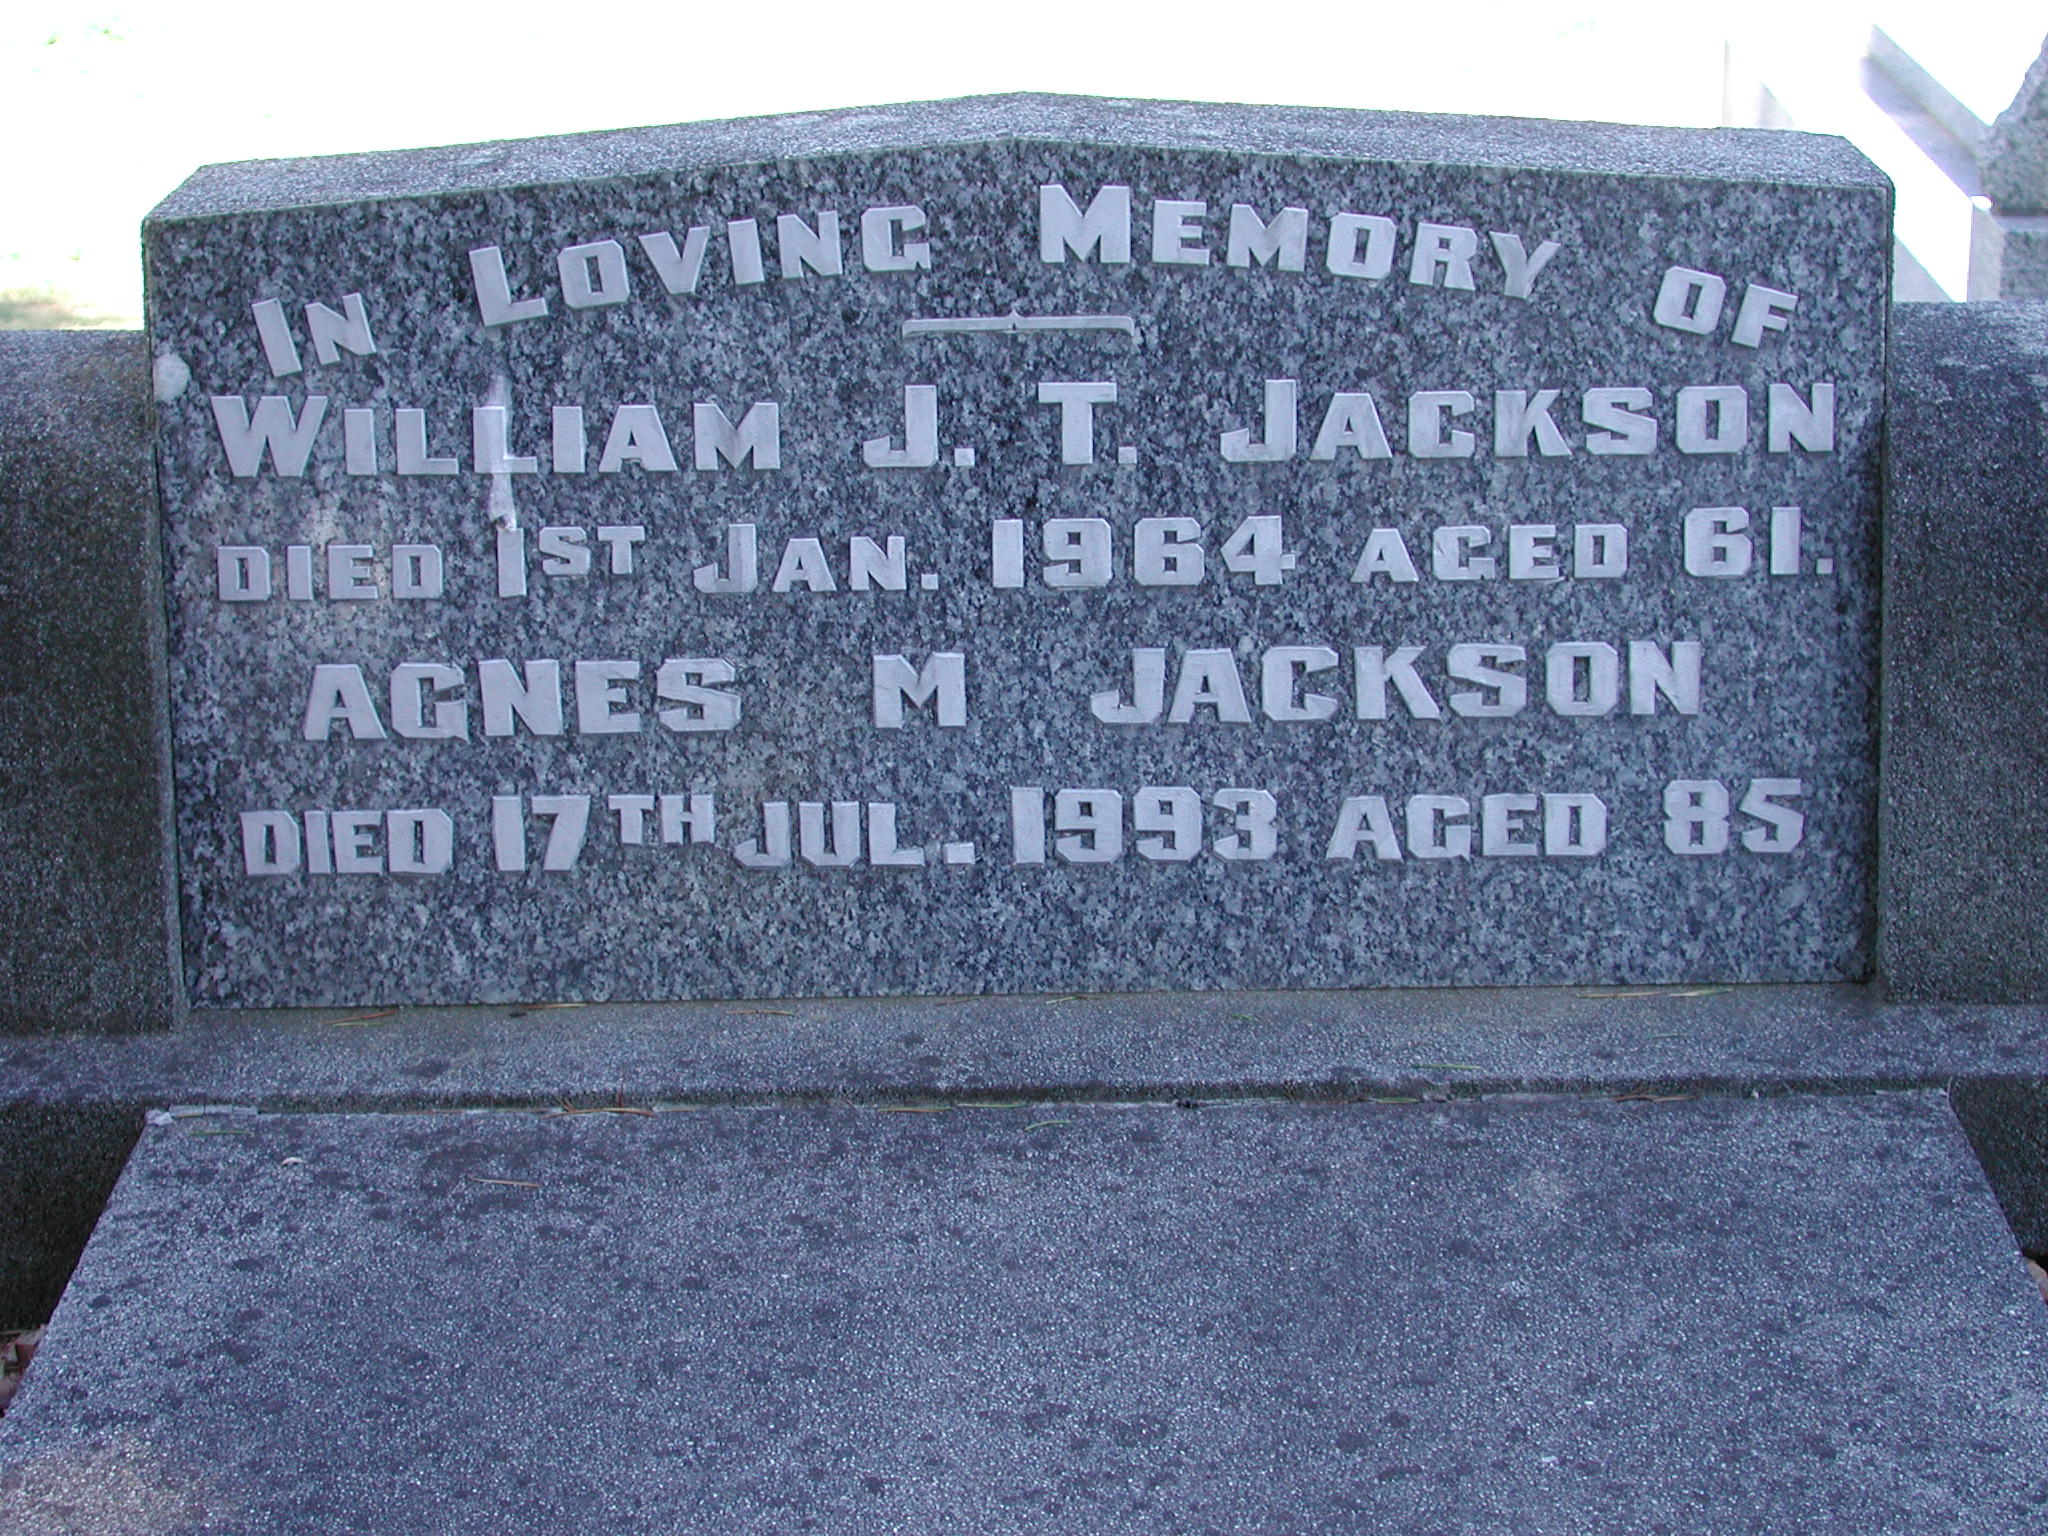 IN LOVING MEMORY OF
WILLIAM J. T. JACKSON
DIED 1ST JAN. 1964 AGED 61.
AGNES M JACKSON
DIED 17TH JUL. 1993 AGED 85